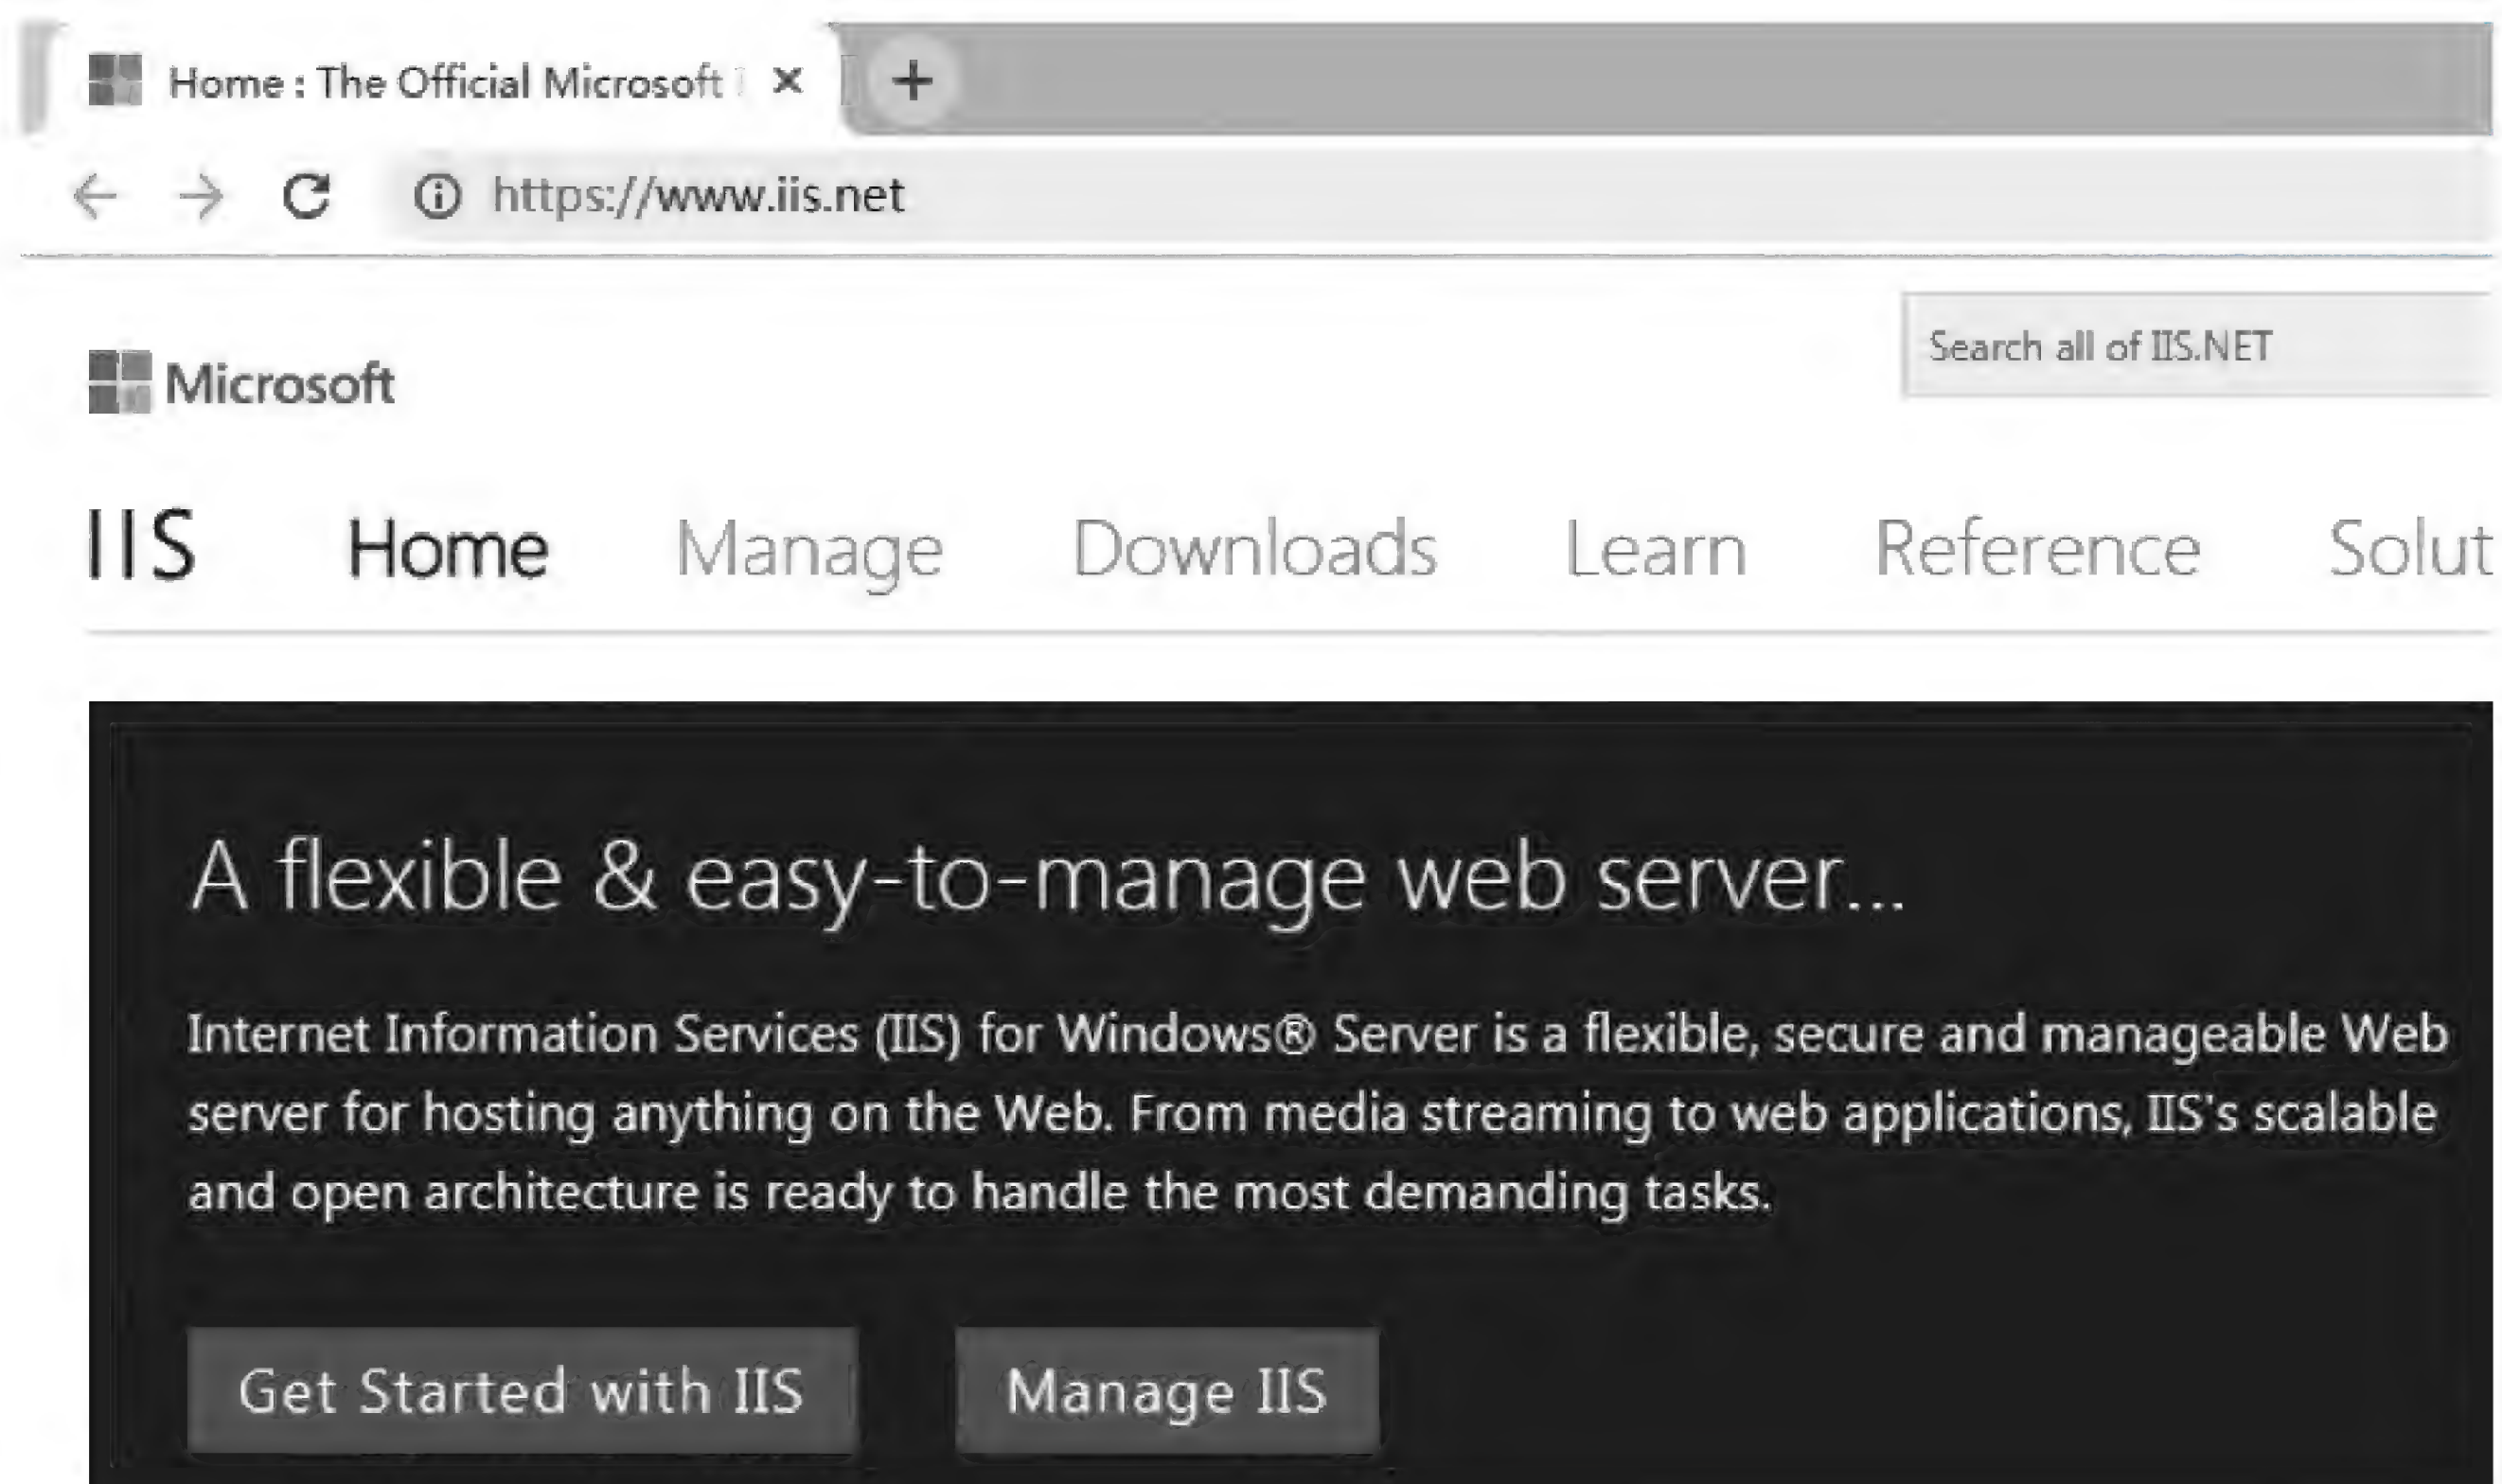 Home : The Official Microsoft
https://www.iis.net
Search all of IIS.NET
Microsoft
IIS Home Manage Downloads Learn Reference Solut
A flexible & easy-to-manage web server...
Internet Information Services (IIS) for Windows® Server is a flexible, secure and manageable Web
server for hosting anything on the Web. From media streaming to web applications, IIS's scalable
and open architecture is ready to handle the most demanding tasks.
Get Started with IIS Manage IIS